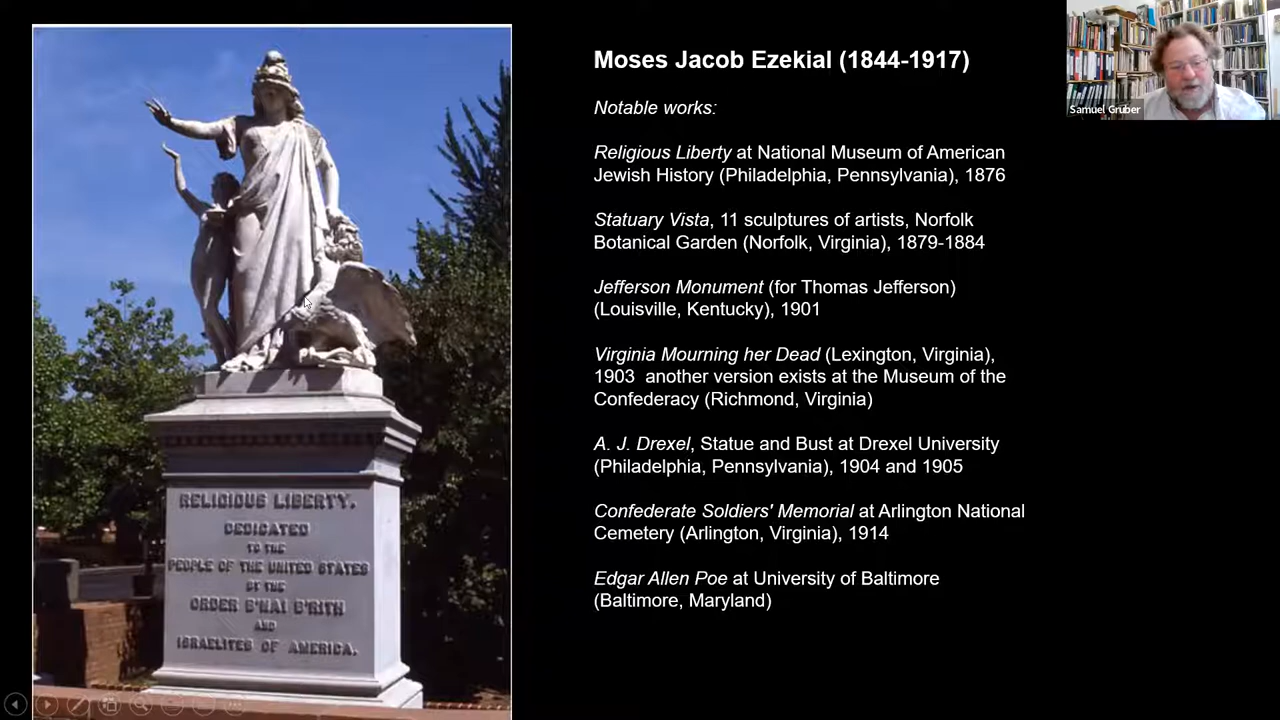 Moses Jacob Ezekial (1844-1917)
Notable works:
Religious Liberty at National Museum of American
Jewish History (Philadelphia, Pennsylvania), 1876
Statuary Vista, 11 sculptures of artists, Norfolk
Botanical Garden (Norfolk, Virginia), 1879-1884
Jefferson Monument (for Thomas Jefferson)
(Louisville, Kentucky), 1901
Virginia Mourning her Dead (Lexington, Virginia),
1903 another version exists at the Museum of the
Confederacy (Richmond, Virginia)
A. J. Drexel, Statue and Bust at Drexel University
(Philadelphia, Pennsylvania), 1904 and 1905
Confederate Soldiers' Memorial at Arlington National
Cemetery (Arlington, Virginia), 1914
Edgar Allen Poe at University of Baltimore
(Baltimore, Maryland)
Samuel Gruber
RELIGIOUS LIBERTY.
DEDICATED
TO THE
PEOPLE OF THE UNITED STATES
BY THE
ORDER B'NAI B'RITH
AND
ISRAELITES OF AMERICA.